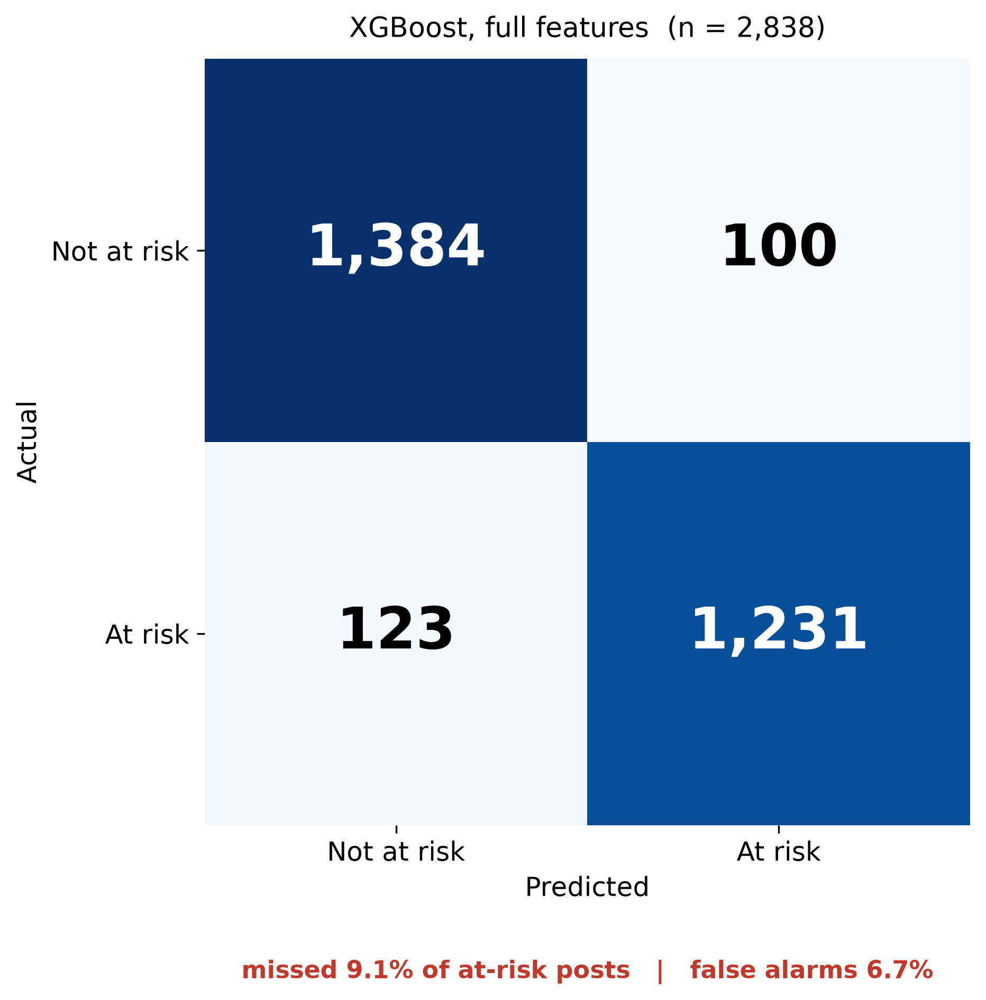 XGBoost, full features (n = 2,838)
Not at risk
1,384
100
Actual
At risk
123
1,231
Not at risk
At risk
Predicted
missed 9.1% of at-risk posts | false alarms 6.7%